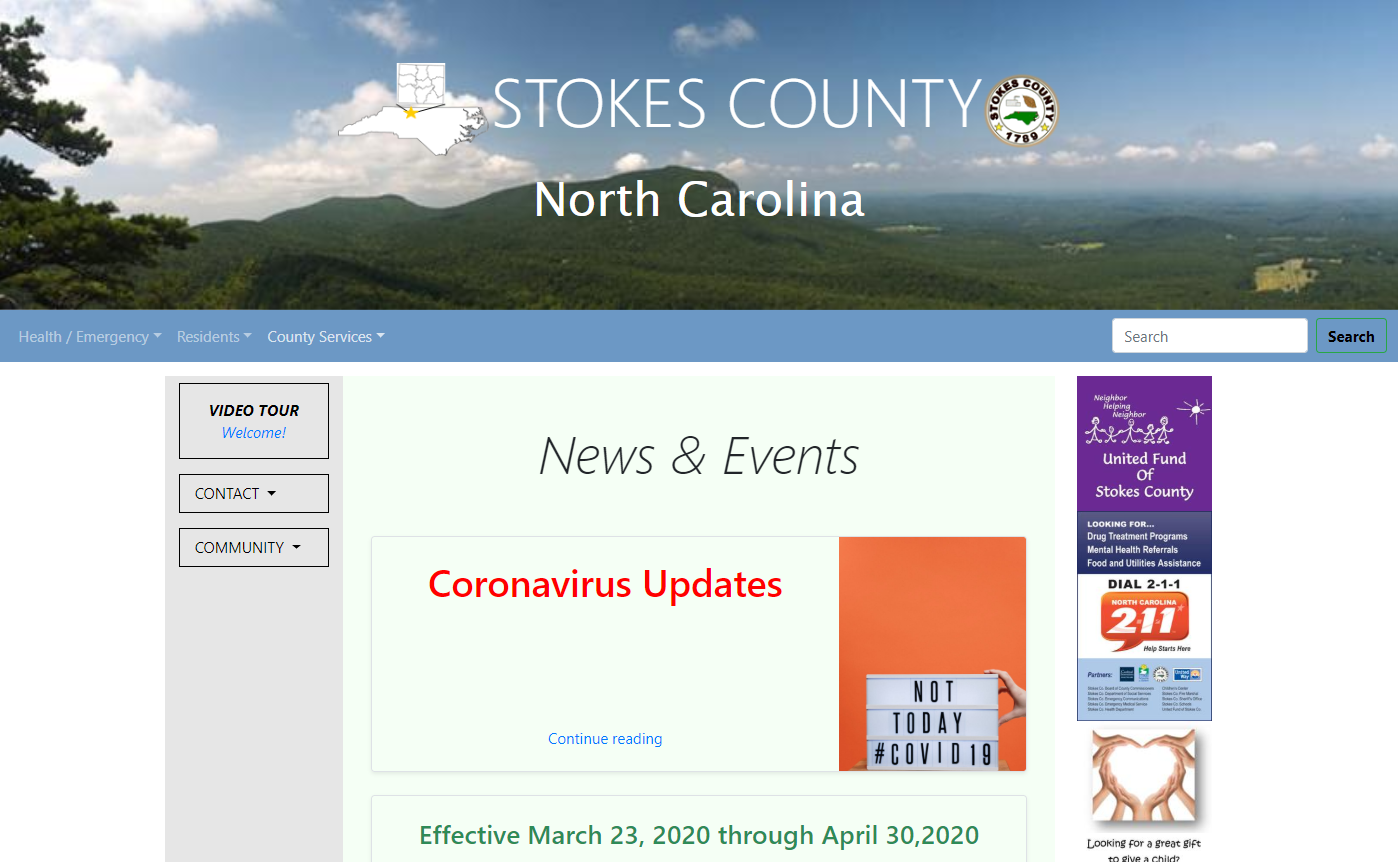 STOKES COUNTY
STOKES COUNTY
1789
North Carolina
Health / Emergency
Residents
County Services
Search
Search
VIDEO TOUR
Welcome!
CONTACT
COMMUNITY
News & Events
Coronavirus Updates
Continue reading
NOT
TODAY
#COVID19
Effective March 23, 2020 through April 30,2020
Neighbor
Helping
Neighbor
United Fund
Of
Stokes County
LOOKING FOR...
Drug Treatment Programs
Mental Health Referrals
Food and Utilities Assistance
DIAL 2-1-1
NORTH CAROLINA
211
Help Starts Here
Partners:
United
Way
Looking for a great gift
to give a child?